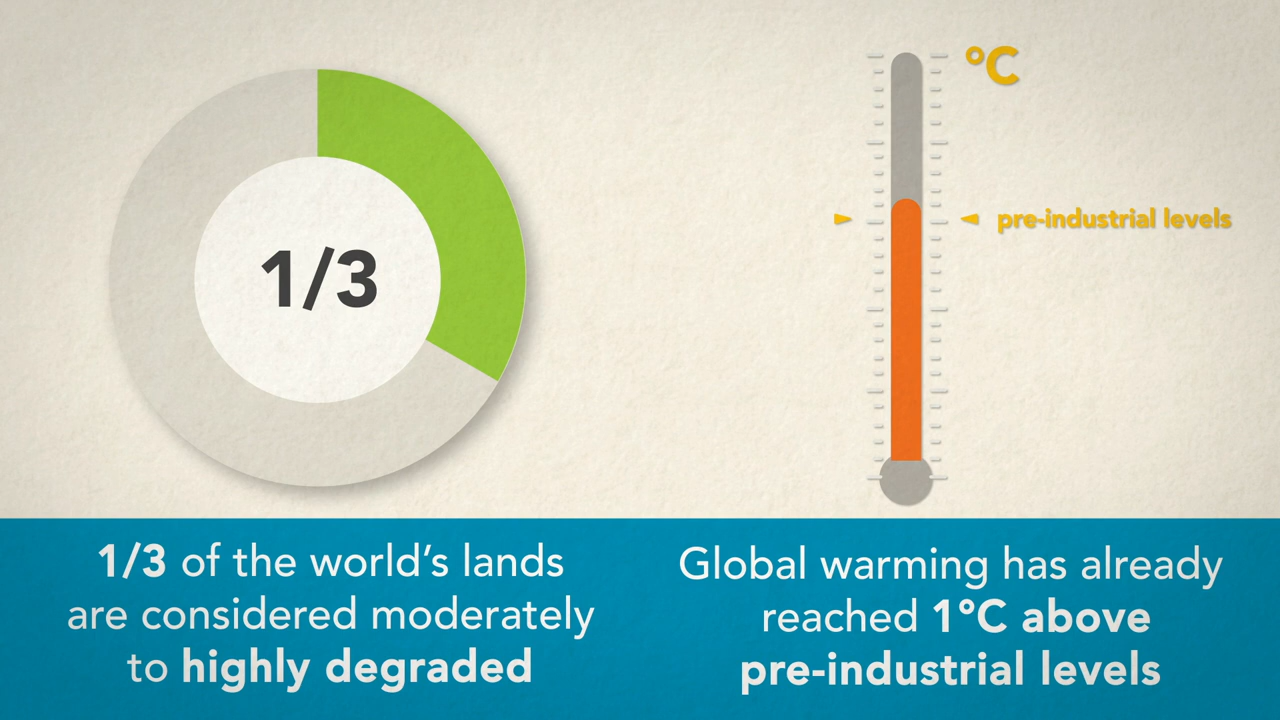 1/3
°C
pre-industrial levels
1/3 of the world's lands
are considered moderately
to highly degraded
Global warming has already
reached 1°C above
pre-industrial levels